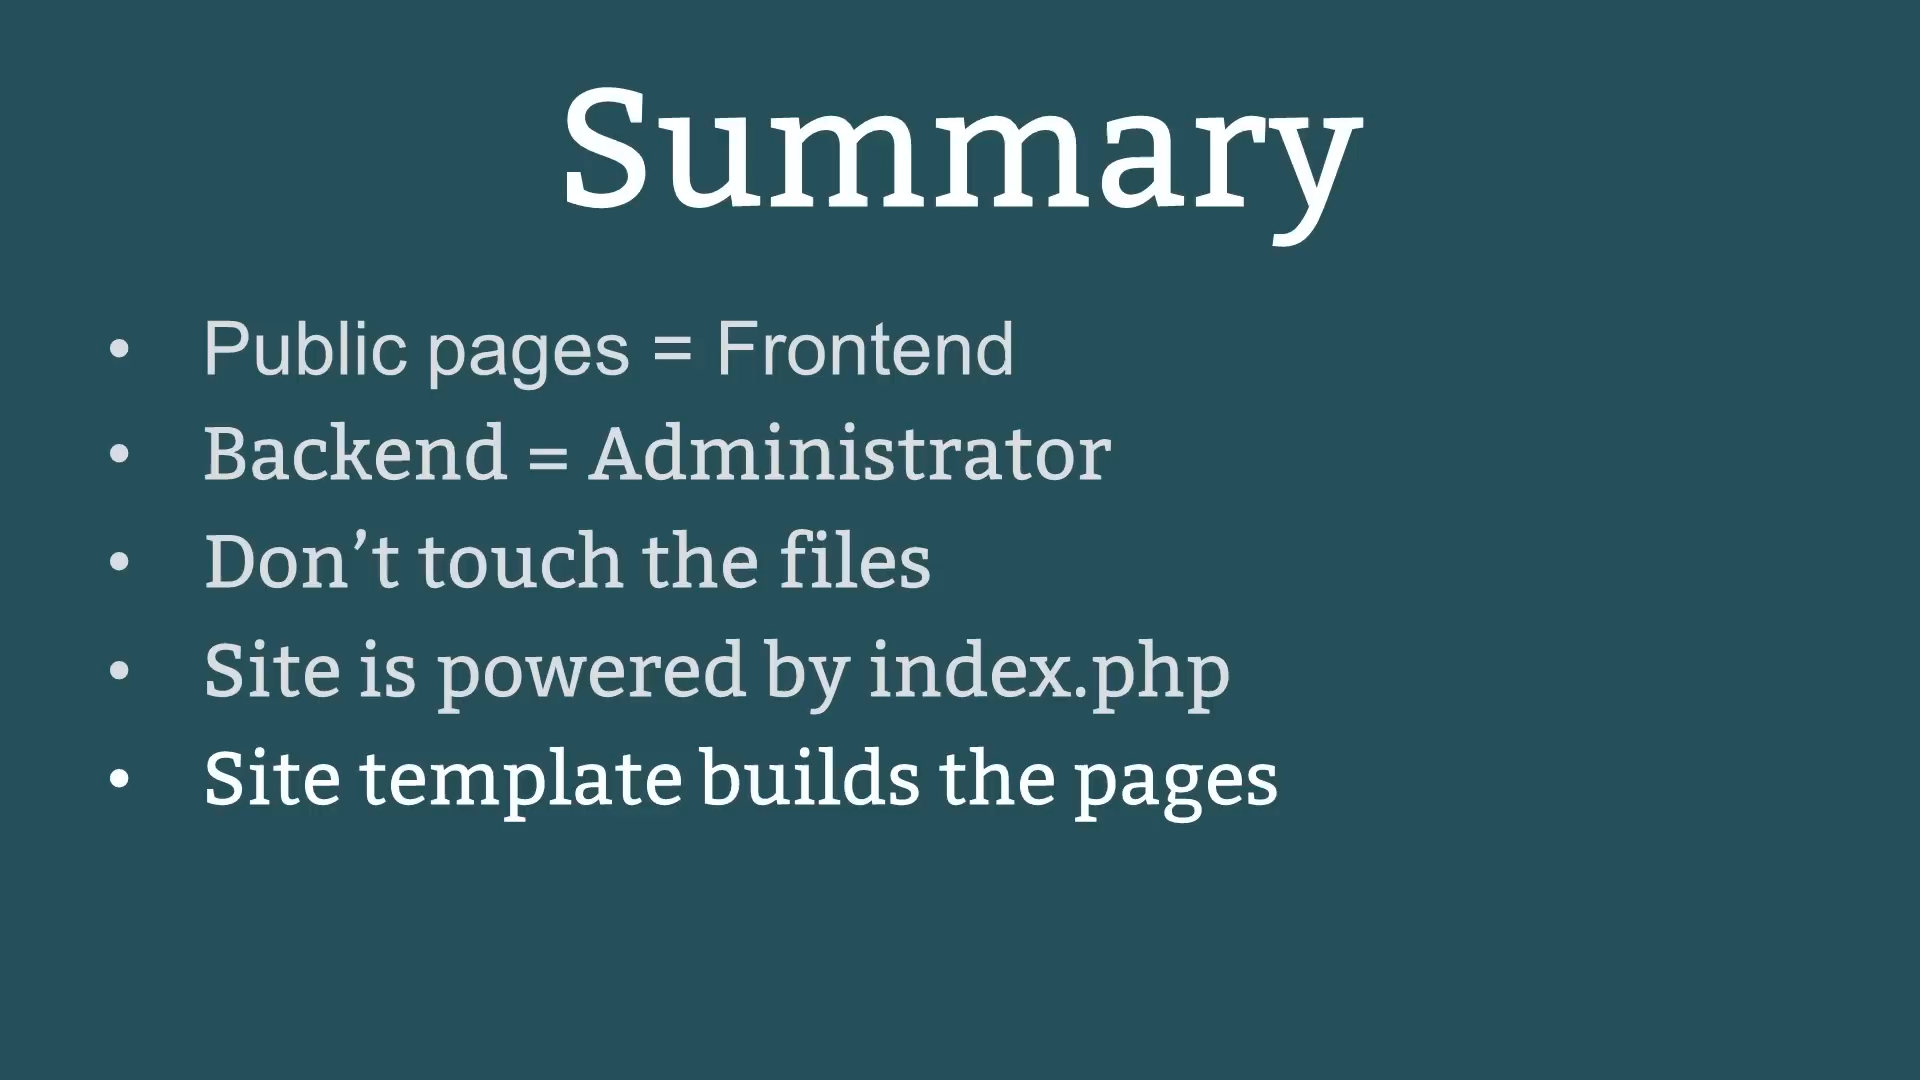 Summary
• Public pages = Frontend
• Backend = Administrator
• Don’t touch the files
• Site is powered by index.php
• Site template builds the pages